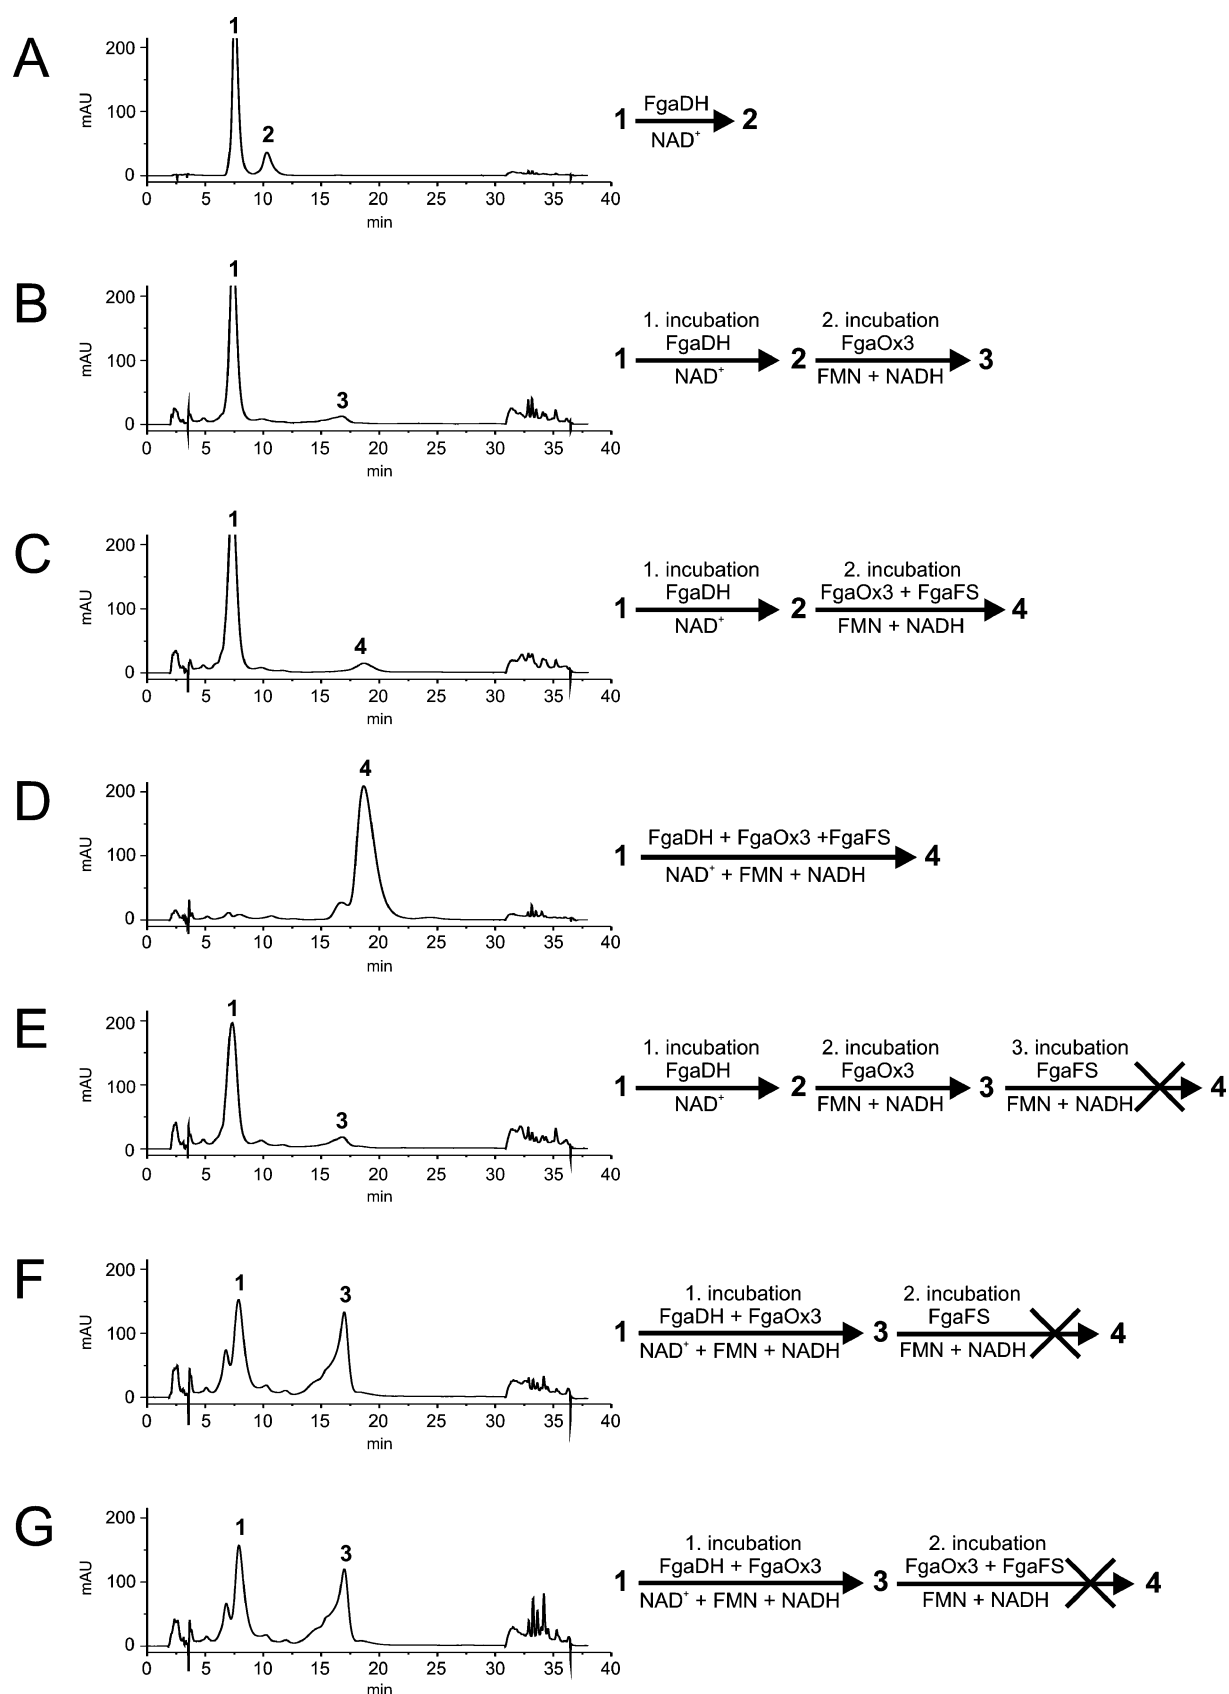 A
1
200
2
100
0
mAU
0 5 10 15 20 25 30 35 40
min
FgaDH
1 2
NAD+
B
1
200
3
100
0
mAU
0 5 10 15 20 25 30 35 40
min
1. incubation 2. incubation
FgaDH FgaOx3
1 2 3
NAD+ FMN + NADH
C
1
200
4
100
0
mAU
0 5 10 15 20 25 30 35 40
min
1. incubation 2. incubation
FgaDH FgaOx3 + FgaFS
1 2 4
NAD+ FMN + NADH
D
4
200
100
0
mAU
0 5 10 15 20 25 30 35 40
min
FgaDH + FgaOx3 +FgaFS
1 4
NAD+ + FMN + NADH
E
1
200
3
100
0
mAU
0 5 10 15 20 25 30 35 40
min
1. incubation 2. incubation 3. incubation
FgaDH FgaOx3 FgaFS
1 2 3 4
NAD+ FMN + NADH FMN + NADH
F
1 3
200
100
0
mAU
0 5 10 15 20 25 30 35 40
min
1. incubation 2. incubation
FgaDH + FgaOx3 FgaFS
1 3 4
NAD+ + FMN + NADH FMN + NADH
G
1 3
200
100
0
mAU
0 5 10 15 20 25 30 35 40
min
1. incubation 2. incubation
FgaDH + FgaOx3 FgaOx3 + FgaFS
1 3 4
NAD+ + FMN + NADH FMN + NADH